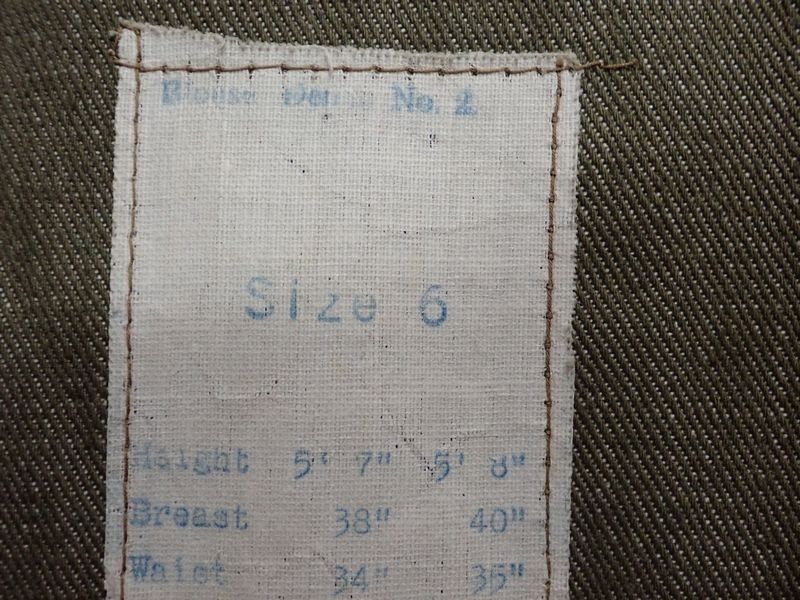 Blouse No. 2
Size 6
Height 5' 7" 5' 8"
Breast 38" 40"
Waist 34" 35"